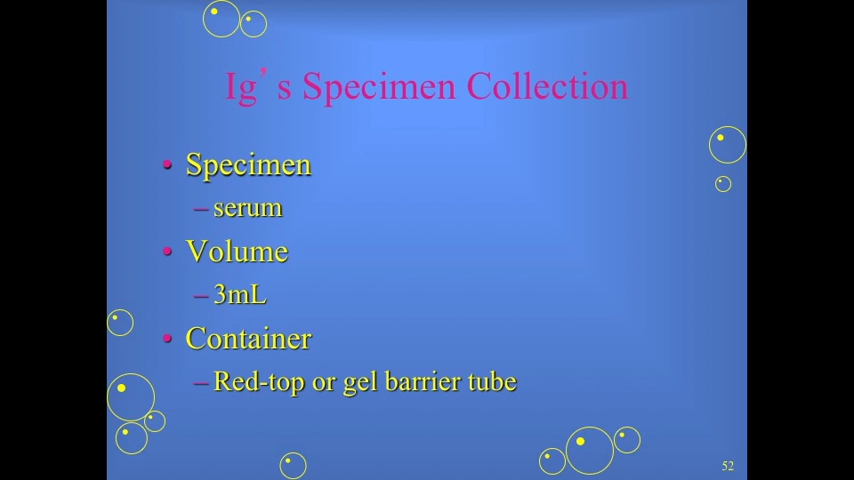 Ig’s Specimen Collection
• Specimen
– serum
• Volume
– 3mL
• Container
– Red-top or gel barrier tube
52